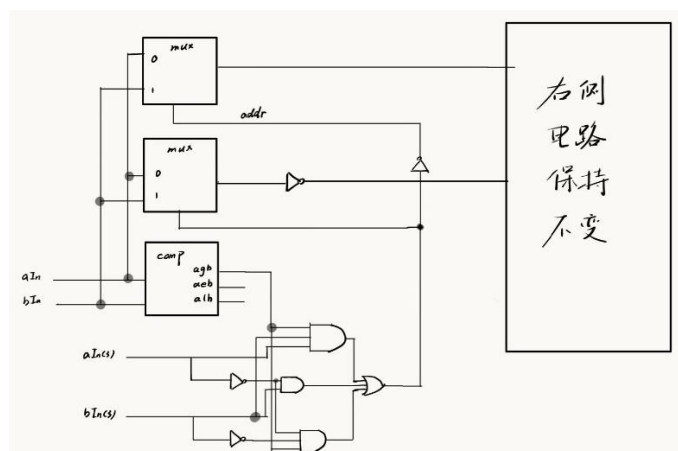 mux
0
1
addr
mux
0
1
comp
agb
aeb
alb
aIn
bIn
aIn(s)
bIn(s)
右侧
电路
保持
不变